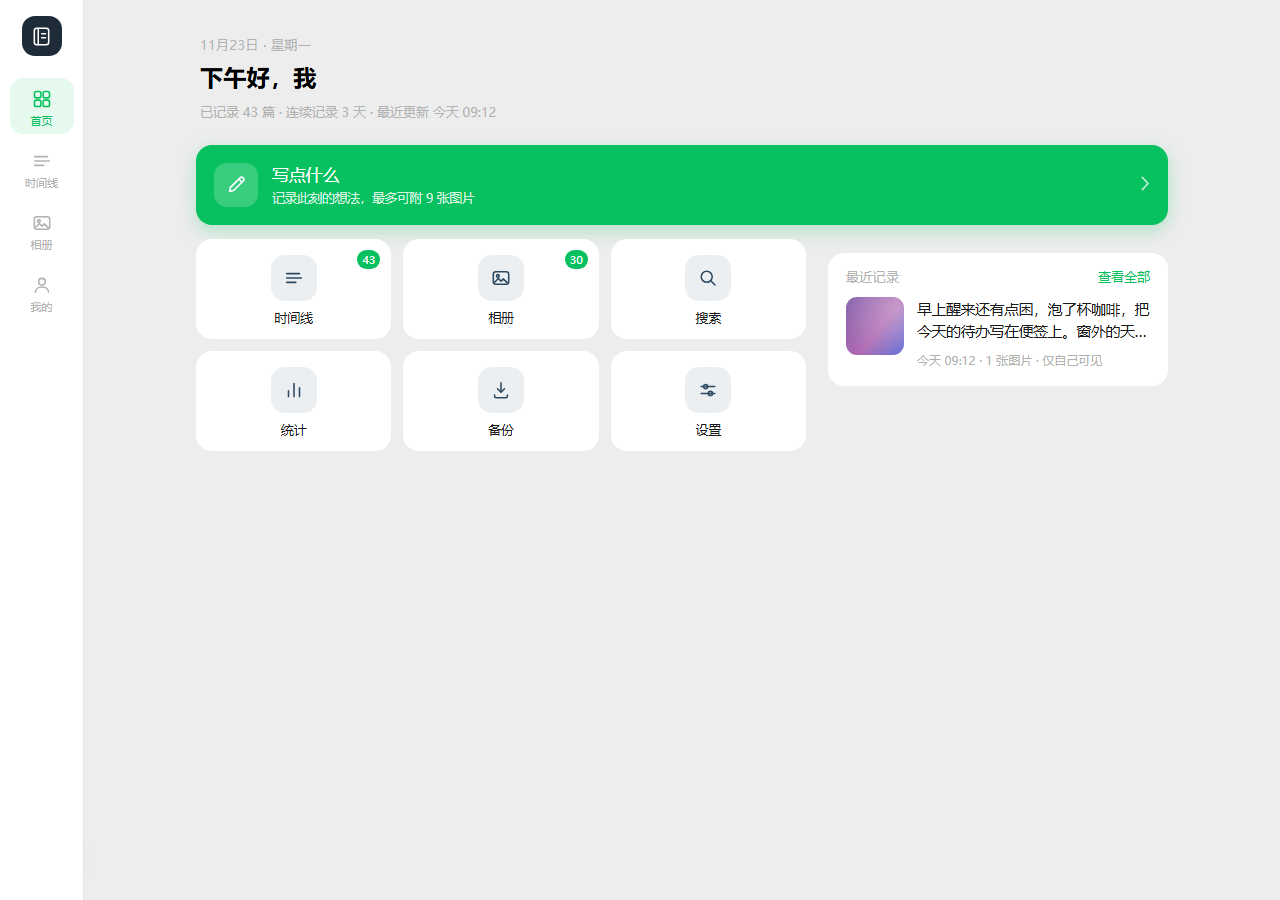 首页
时间线
相册
我的
11月23日 · 星期一
下午好，我
已记录 43 篇 · 连续记录 3 天 · 最近更新 今天 09:12
写点什么
记录此刻的想法，最多可附 9 张图片
43
时间线
30
相册
搜索
统计
备份
设置
最近记录
查看全部
早上醒来还有点困，泡了杯咖啡，把
今天的待办写在便签上。窗外的天...
今天 09:12 · 1 张图片 · 仅自己可见